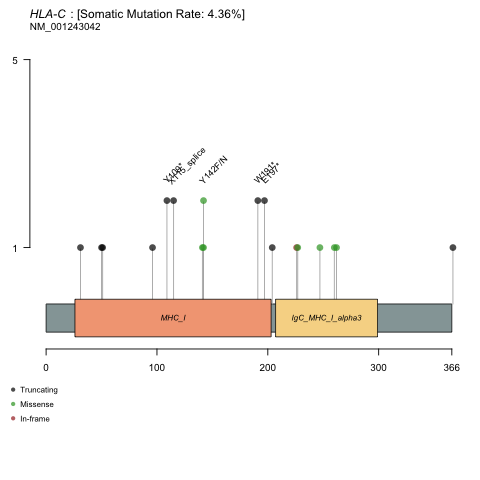 HLA-C : [Somatic Mutation Rate: 4.36%]
NM_001243042
5
Y109*
X115_splice
Y142F/N
W191*
E197*
1
MHC_I
IgC_MHC_I_alpha3
0
100
200
300
366
Truncating
Missense
In-frame